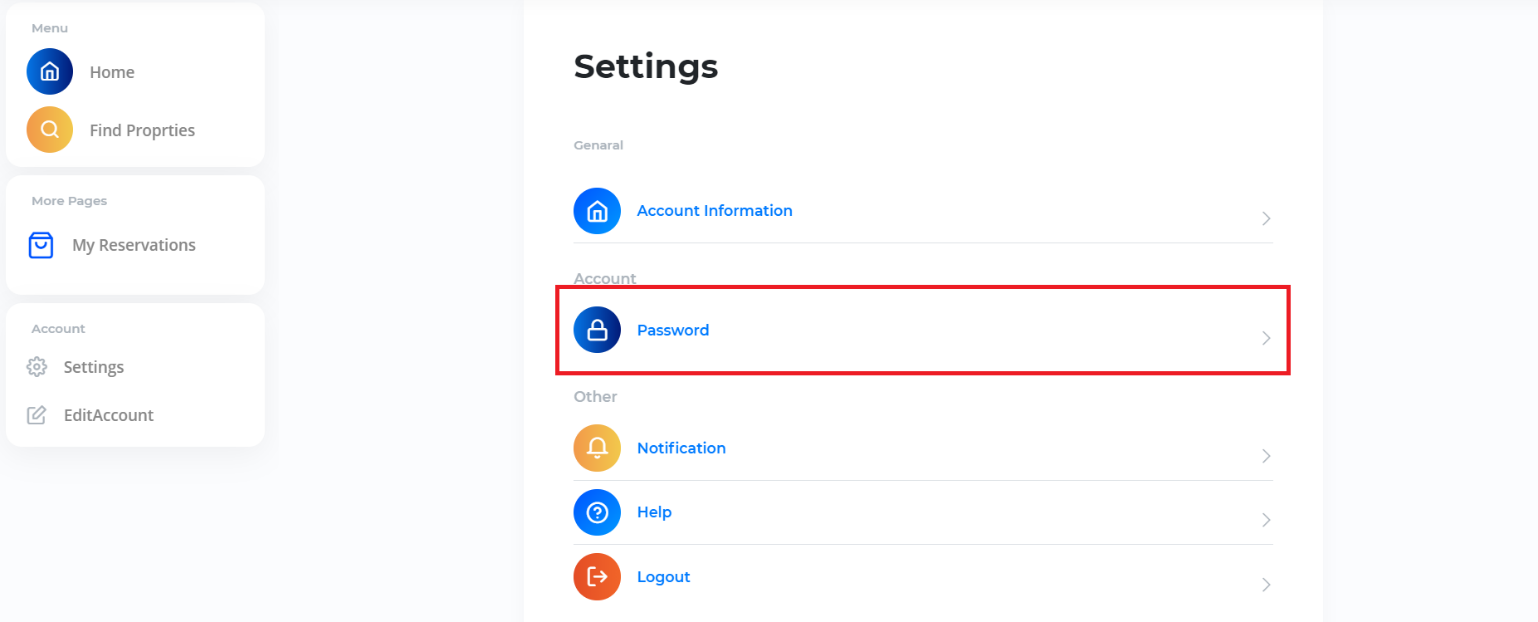 Menu
Home
Find Proprties
More Pages
My Reservations
Account
Settings
EditAccount
Settings
Genaral
Account Information
Account
Password
Other
Notification
Help
Logout